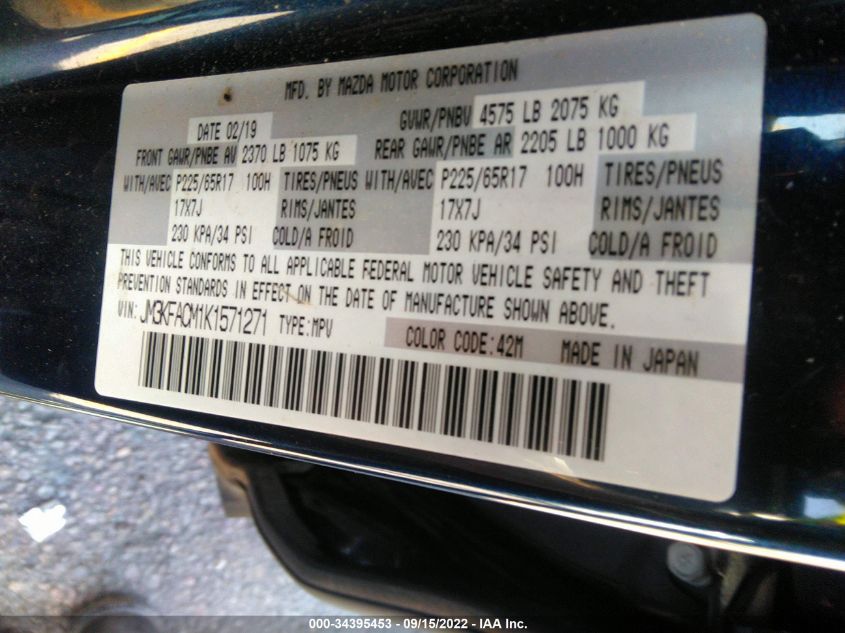 MFD. BY MAZDA MOTOR CORPORATION
DATE 02/19 GVWR/PNBV 4575 LB 2075 KG
FRONT GAWR/PNBE AV 2370 LB 1075 KG REAR GAWR/PNBE AR 2205 LB 1000 KG
WITH/AVEC P225/65R17 100H TIRES/PNEUS WITH/AVEC P225/65R17 100H TIRES/PNEUS
17X7J RIMS/JANTES 17X7J RIMS/JANTES
230 KPA/34 PSI COLD/A FROID 230 KPA/34 PSI COLD/A FROID
THIS VEHICLE CONFORMS TO ALL APPLICABLE FEDERAL MOTOR VEHICLE SAFETY AND THEFT
PREVENTION STANDARDS IN EFFECT ON THE DATE OF MANUFACTURE SHOWN ABOVE.
VIN: JM3KFACM1K1571271 TYPE:MPV COLOR CODE:42M MADE IN JAPAN
000-34395453 - 09/15/2022 - IAA Inc.